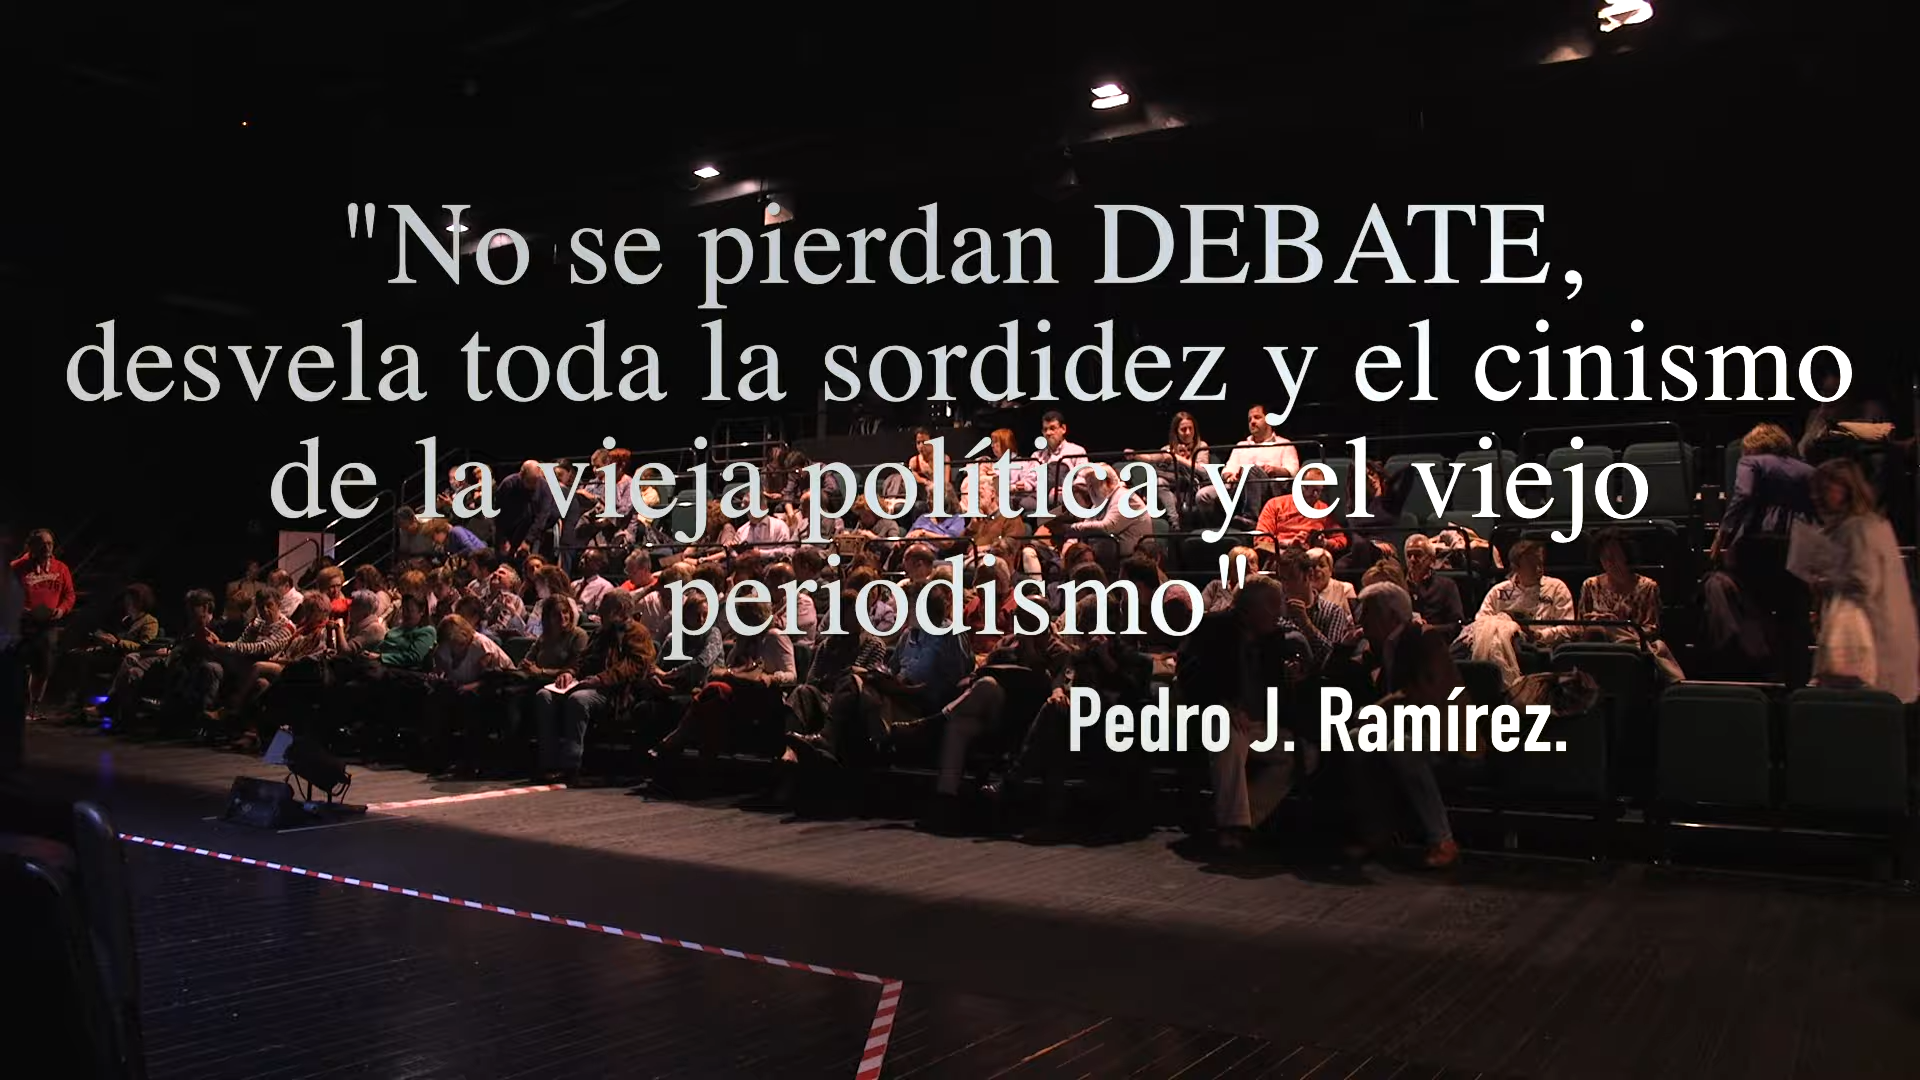 "No se pierdan DEBATE,
desvela toda la sordidez y el cinismo
de la vieja política y el viejo
periodismo"
Pedro J. Ramírez.